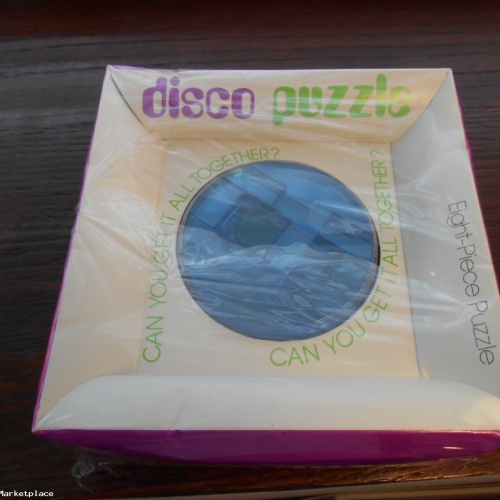 disco puzzle
CAN YOU GET IT ALL TOGETHER?
CAN YOU GET IT ALL TOGETHER?
Eight-Piece Puzzle
Marketplace